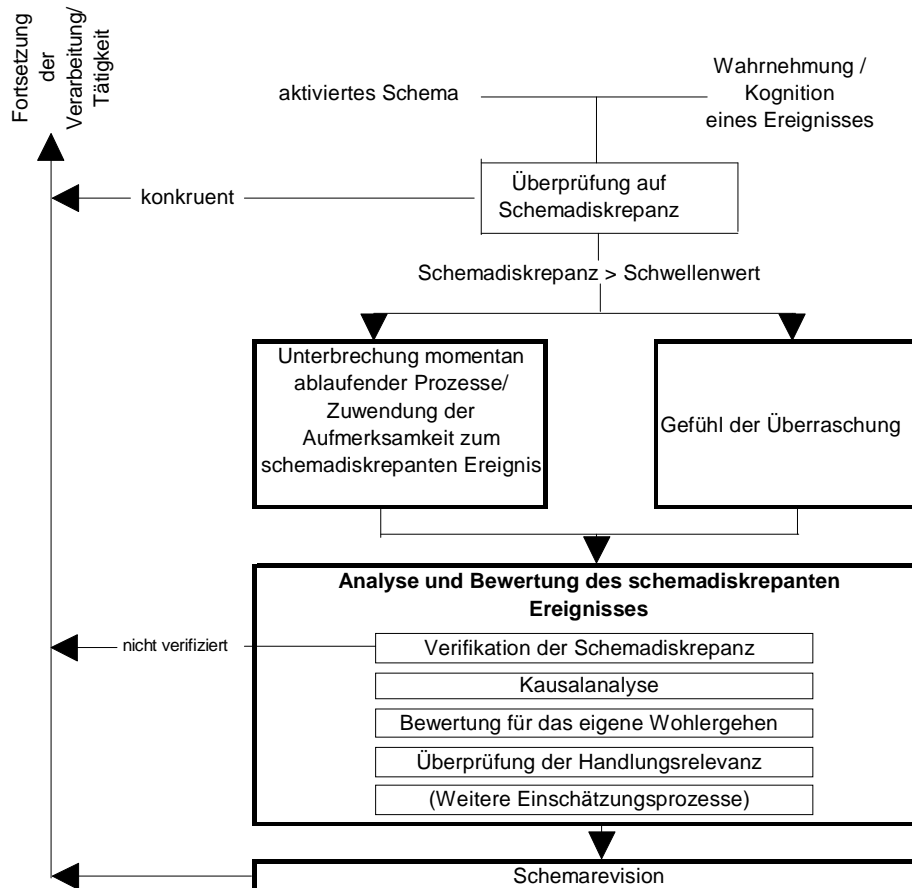 Fortsetzung
der
Verarbeitung/
Tätigkeit
aktiviertes Schema
Wahrnehmung /
Kognition
eines Ereignisses
Überprüfung auf
Schemadiskrepanz
konkruent
Schemadiskrepanz > Schwellenwert
Unterbrechung momentan
ablaufender Prozesse/
Zuwendung der
Aufmerksamkeit zum
schemadiskrepanten Ereignis
Gefühl der Überraschung
Analyse und Bewertung des schemadiskrepanten
Ereignisses
nicht verifiziert
Verifikation der Schemadiskrepanz
Kausalanalyse
Bewertung für das eigene Wohlergehen
Überprüfung der Handlungsrelevanz
(Weitere Einschätzungsprozesse)
Schemarevision